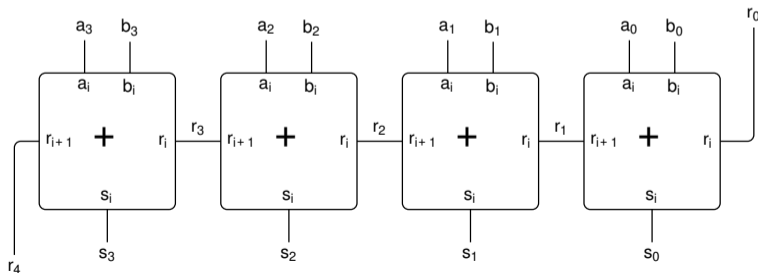 r₀
a₃ b₃ a₂ b₂ a₁ b₁ a₀ b₀
aᵢ bᵢ aᵢ bᵢ aᵢ bᵢ aᵢ bᵢ
r₃ r₂ r₁
rᵢ₊₁ + rᵢ rᵢ₊₁ + rᵢ rᵢ₊₁ + rᵢ rᵢ₊₁ + rᵢ
sᵢ sᵢ sᵢ sᵢ
s₃ s₂ s₁ s₀
r₄